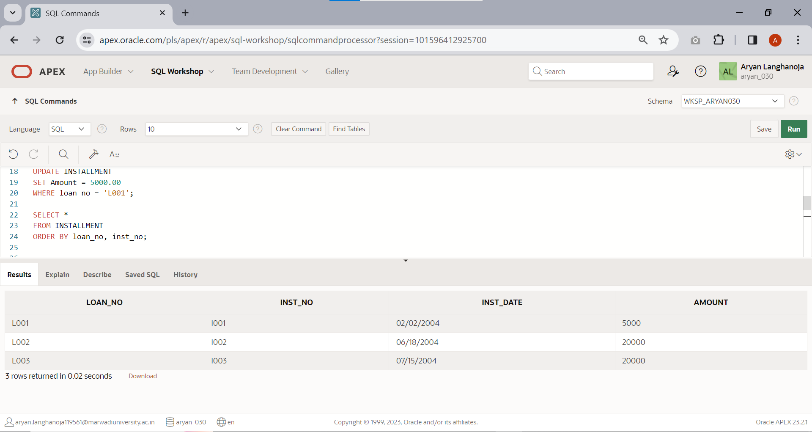 SQL Commands
apex.oracle.com/pls/apex/r/apex/sql-workshop/sqlcommandprocessor?session=101596412925700
A
APEX App Builder SQL Workshop Team Development Gallery Search AL Aryan Langhanoja
aryan_030
SQL Commands Schema WKSP_ARYAN030
Language SQL Rows 10 Clear Command Find Tables Save Run
18 UPDATE INSTALLMENT
19 SET Amount = 5000.00
20 WHERE loan_no = 'L001';
21
22 SELECT *
23 FROM INSTALLMENT
24 ORDER BY loan_no, inst_no;
25
Results Explain Describe Saved SQL History
LOAN_NO INST_NO INST_DATE AMOUNT
L001 I001 02/02/2004 5000
L002 I002 06/18/2004 20000
L003 I003 07/15/2004 20000
3 rows returned in 0.02 seconds Download
aryan.langhanoja119561@marwadiuniversity.ac.in aryan_030 en Copyright © 1999, 2023, Oracle and/or its affiliates. Oracle APEX 23.2.1